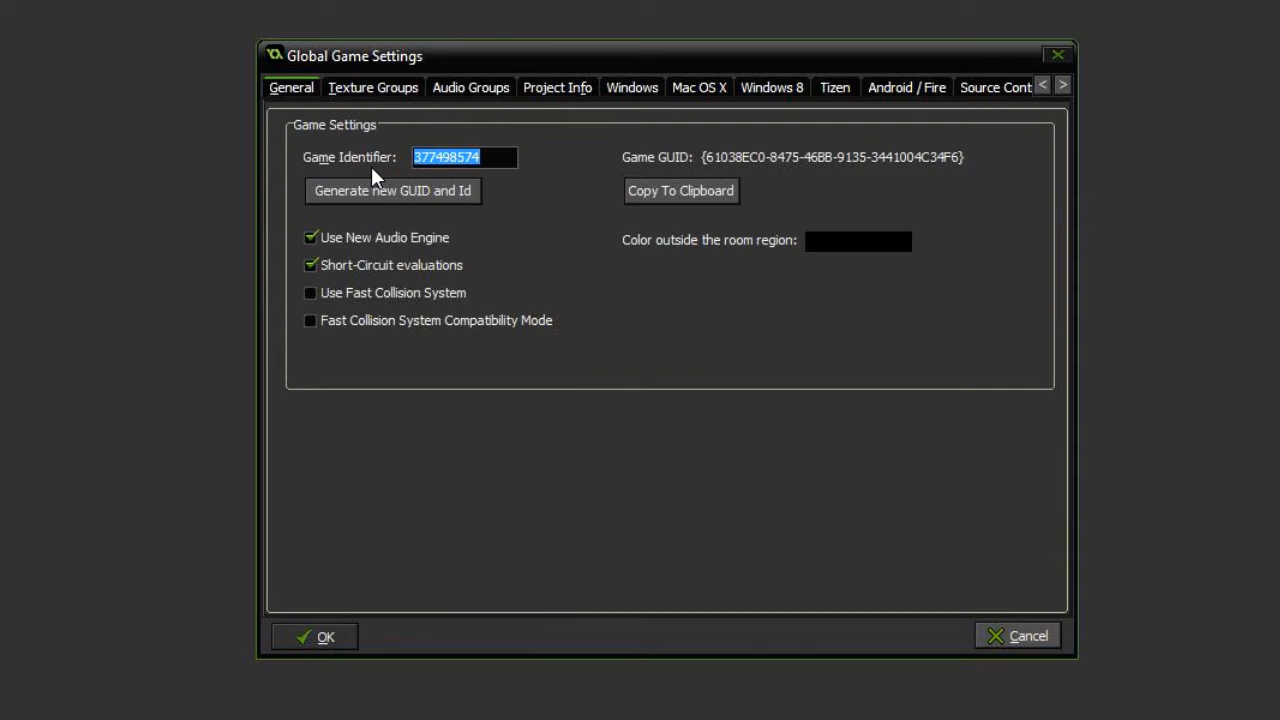 Global Game Settings
General Texture Groups Audio Groups Project Info Windows Mac OS X Windows 8 Tizen Android / Fire Source Cont < >
Game Settings
Game Identifier: 377498574 Game GUID: {61038EC0-8475-46BB-9135-3441004C34F6}
Generate new GUID and Id Copy To Clipboard
Use New Audio Engine Color outside the room region:
Short-Circuit evaluations
Use Fast Collision System
Fast Collision System Compatibility Mode
OK Cancel